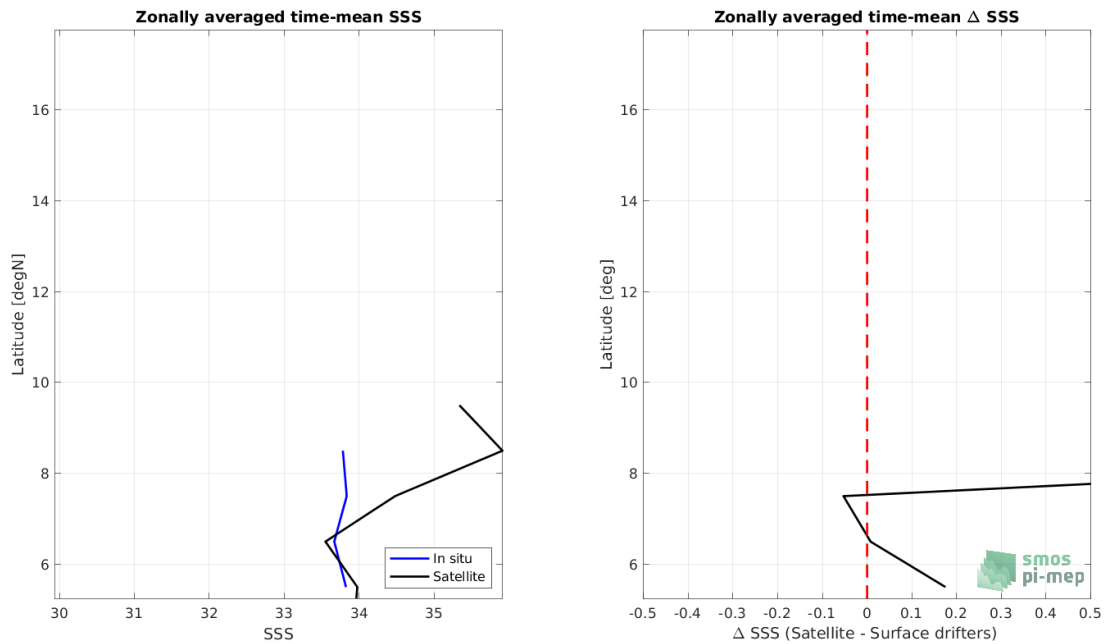 Zonally averaged time-mean SSS
Latitude [degN]
16
14
12
10
8
6
30 31 32 33 34 35
SSS
In situ
Satellite
Zonally averaged time-mean Δ SSS
Latitude [deg]
16
14
12
10
8
6
-0.5 -0.4 -0.3 -0.2 -0.1 0 0.1 0.2 0.3 0.4 0.5
Δ SSS (Satellite - Surface drifters)
smos
pi-mep